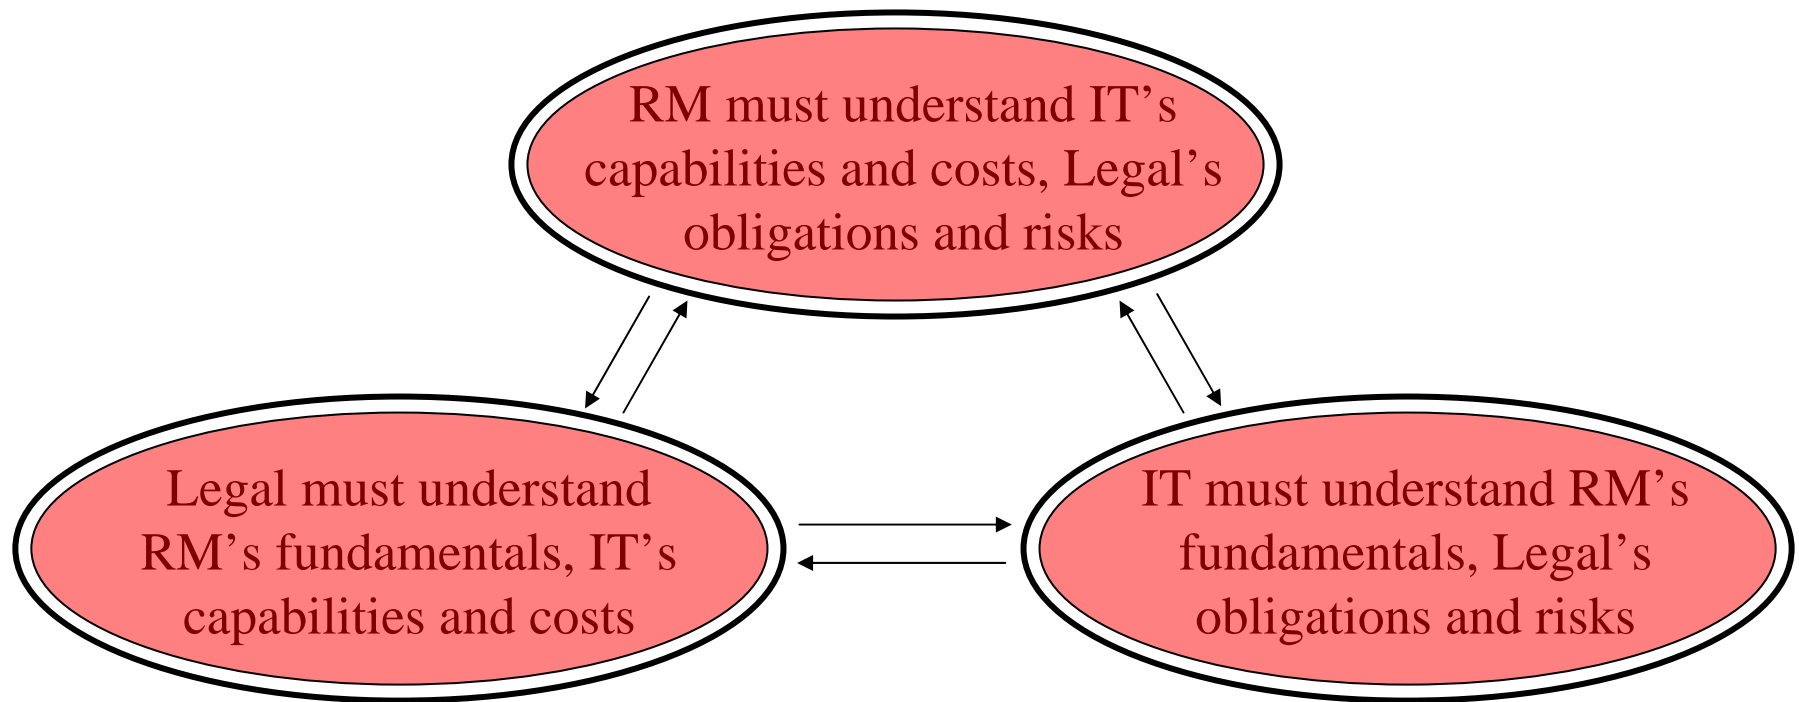 RM must understand IT’s
capabilities and costs, Legal’s
obligations and risks
Legal must understand
RM’s fundamentals, IT’s
capabilities and costs
IT must understand RM’s
fundamentals, Legal’s
obligations and risks